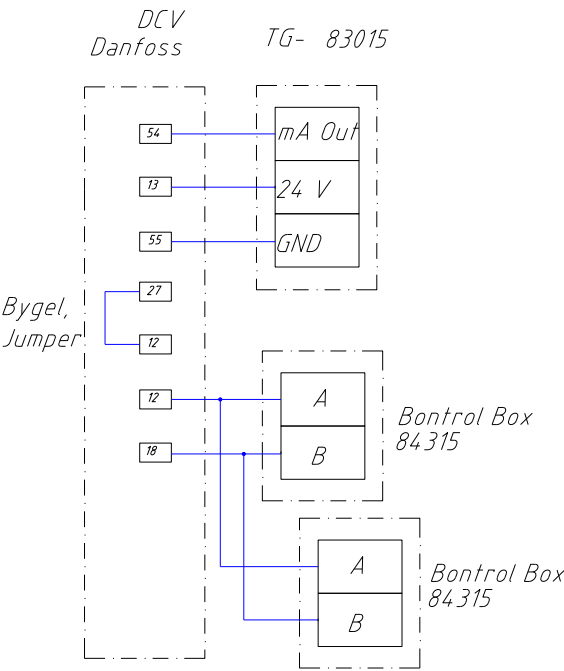 DCV
Danfoss
TG- 83015
54
mA Out
13
24 V
55
GND
27
Bygel,
Jumper
12
12
A
Bontrol Box
84315
18
B
A
Bontrol Box
84315
B